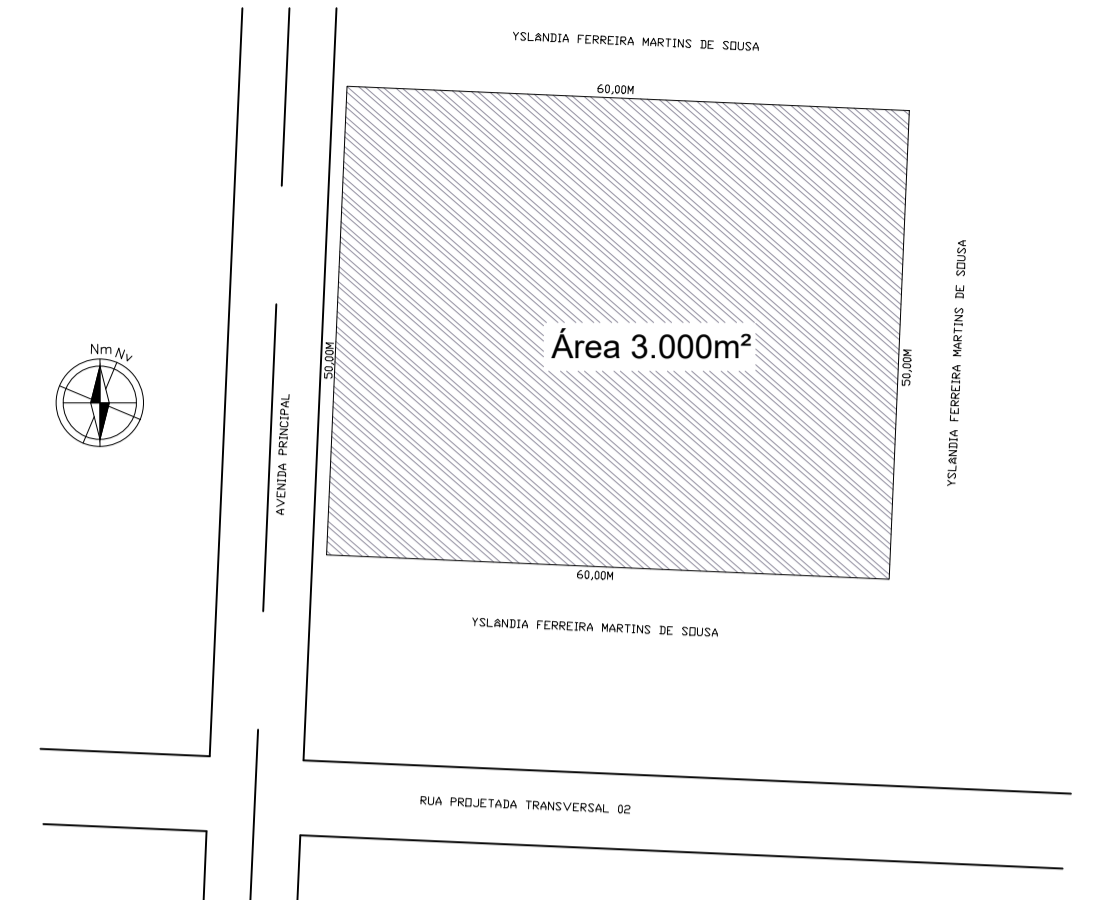 YSLÂNDIA FERREIRA MARTINS DE SOUSA
60,00M
Nm Nv
50,00M
AVENIDA PRINCIPAL
Área 3.000m²
50,00M
YSLÂNDIA FERREIRA MARTINS DE SOUSA
60,00M
YSLÂNDIA FERREIRA MARTINS DE SOUSA
RUA PROJETADA TRANSVERSAL 02